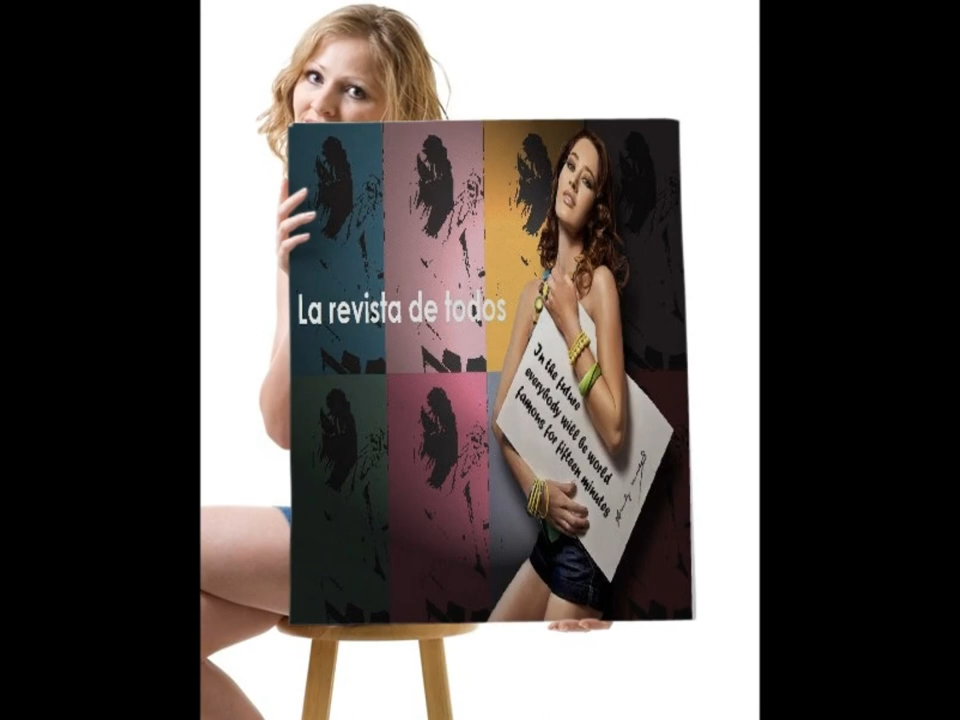 La revista de todos
In the future
everybody will be world
famous for fifteen minutes